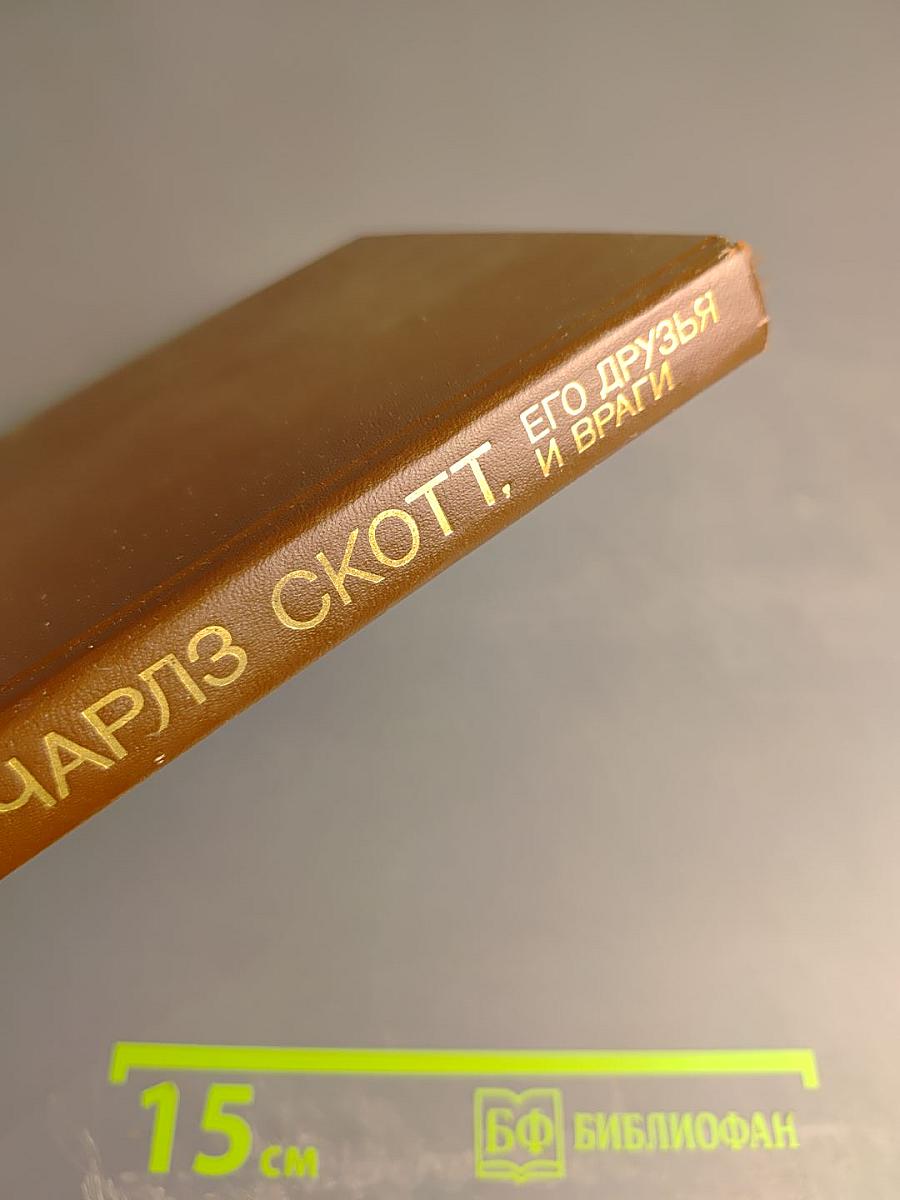 ЧАРЛЗ СКОТТ,
ЕГО ДРУЗЬЯ
И ВРАГИ
15 см
БФ БИБЛИОФАН